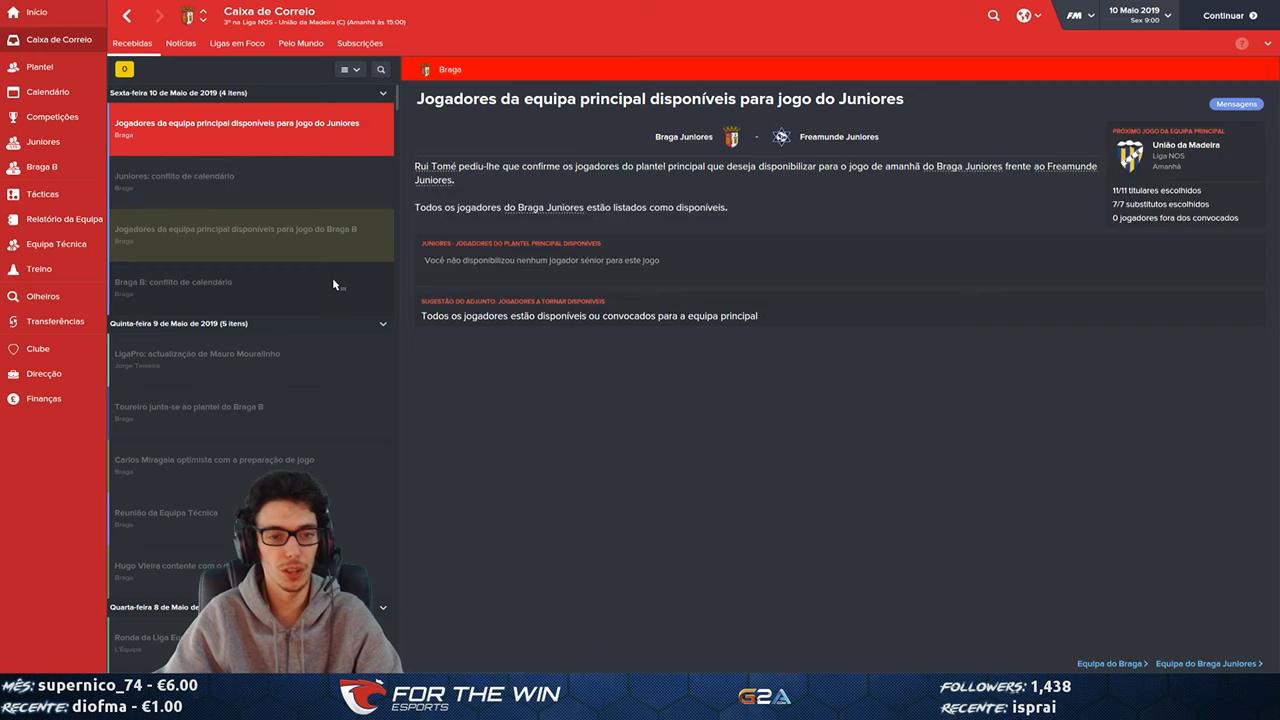 Início
Caixa de Correio
Plantel
Calendário
Competições
Juniores
Braga B
Tácticas
Relatório da Equipa
Equipa Técnica
Treino
Olheiros
Transferências
Clube
Direcção
Finanças
Caixa de Correio
3º na Liga NOS - União da Madeira (C) (Amanhã às 15:00)
FM
10 Maio 2019
Sex 9:00
Continuar
Recebidas
Notícias
Ligas em Foco
Pelo Mundo
Subscrições
?
0
Sexta-feira 10 de Maio de 2019 (4 itens)
Jogadores da equipa principal disponíveis para jogo do Juniores
Braga
Juniores: conflito de calendário
Braga
Jogadores da equipa principal disponíveis para jogo do Braga B
Braga
Braga B: conflito de calendário
Braga
Quinta-feira 9 de Maio de 2019 (5 itens)
LigaPro: actualização de Mauro Mouralinho
Jorge Teixeira
Toureiro junta-se ao plantel do Braga B
Braga
Carlos Miragaia optimista com a preparação de jogo
Braga
Reunião da Equipa Técnica
Braga
Hugo Vieira contente com o
Braga
Quarta-feira 8 de Maio de
Ronda da Liga
L'Équipe
Braga
Jogadores da equipa principal disponíveis para jogo do Juniores
Mensagens
Braga Juniores - Freamunde Juniores
Rui Tomé pediu-lhe que confirme os jogadores do plantel principal que deseja disponibilizar para o jogo de amanhã do Braga Juniores frente ao Freamunde
Juniores.
Todos os jogadores do Braga Juniores estão listados como disponíveis.
JUNIORES - JOGADORES DO PLANTEL PRINCIPAL DISPONÍVEIS
Você não disponibilizou nenhum jogador sénior para este jogo
SUGESTÃO DO ADJUNTO: JOGADORES A TORNAR DISPONÍVEIS
Todos os jogadores estão disponíveis ou convocados para a equipa principal
PRÓXIMO JOGO DA EQUIPA PRINCIPAL
União da Madeira
Liga NOS
Amanhã
11/11 titulares escolhidos
7/7 substitutos escolhidos
0 jogadores fora dos convocados
Equipa do Braga
Equipa do Braga Juniores
MÊS: supernico_74 - €6.00
RECENTE: diofma - €1.00
FOR THE WIN
ESPORTS
G2A
FOLLOWERS: 1,438
RECENTE: isprai